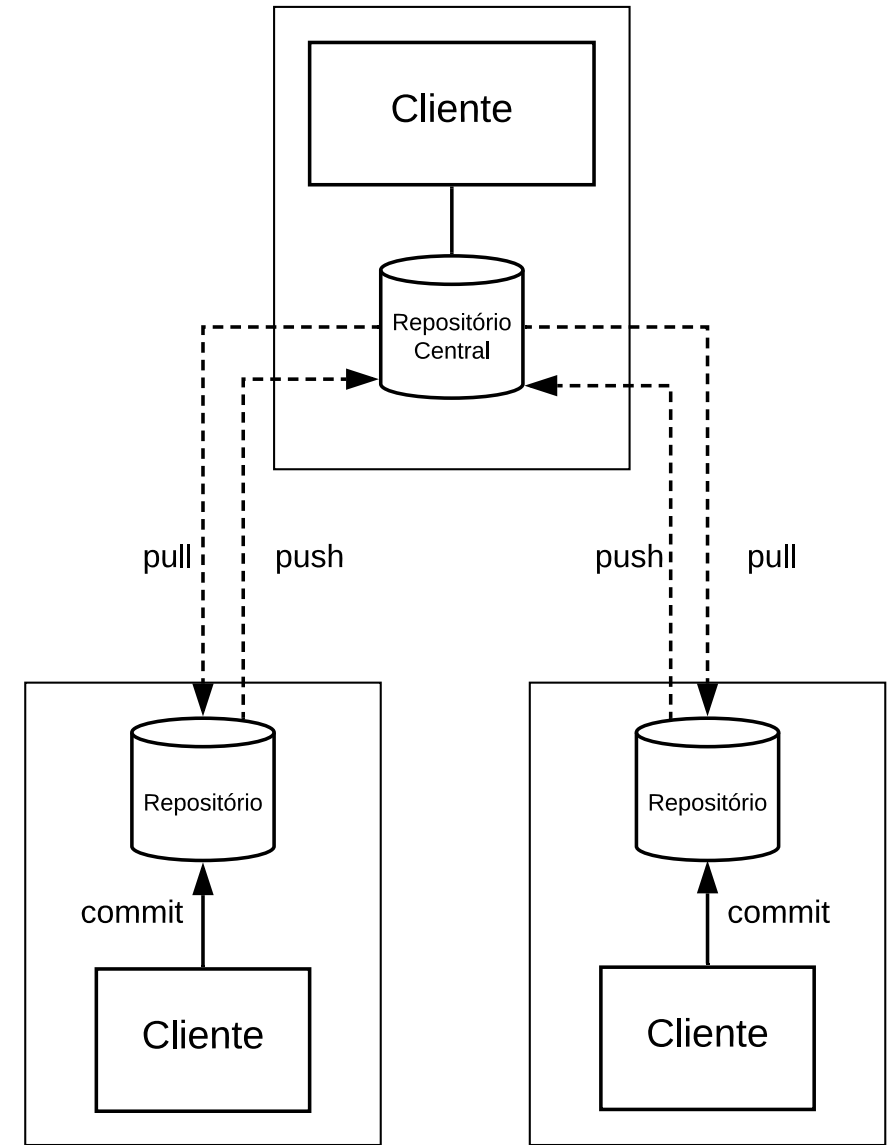 Cliente
Repositório
Central
pull
push
push
pull
Repositório
Repositório
commit
commit
Cliente
Cliente